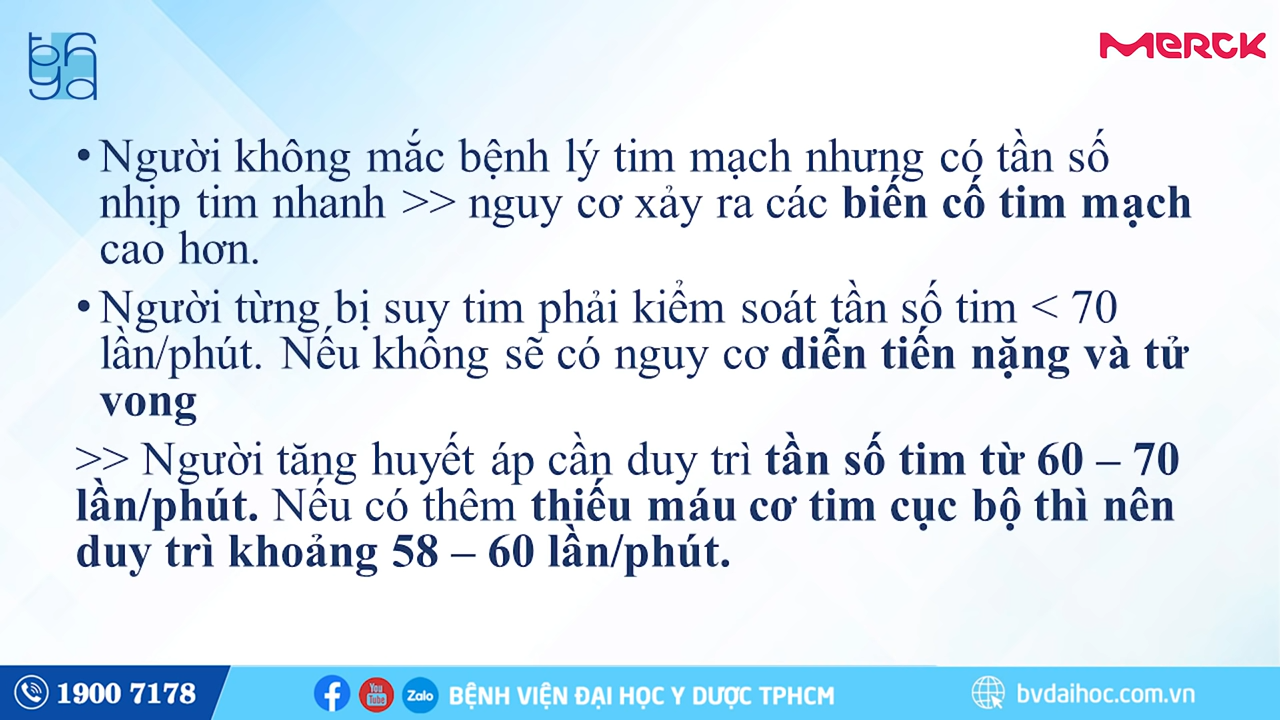 MERCK
• Người không mắc bệnh lý tim mạch nhưng có tần số
nhịp tim nhanh >> nguy cơ xảy ra các biến cố tim mạch
cao hơn.
• Người từng bị suy tim phải kiểm soát tần số tim < 70
lần/phút. Nếu không sẽ có nguy cơ diễn tiến nặng và tử
vong
>> Người tăng huyết áp cần duy trì tần số tim từ 60 – 70
lần/phút. Nếu có thêm thiếu máu cơ tim cục bộ thì nên
duy trì khoảng 58 – 60 lần/phút.
1900 7178 You Tube Zalo BỆNH VIỆN ĐẠI HỌC Y DƯỢC TPHCM bvdaihoc.com.vn